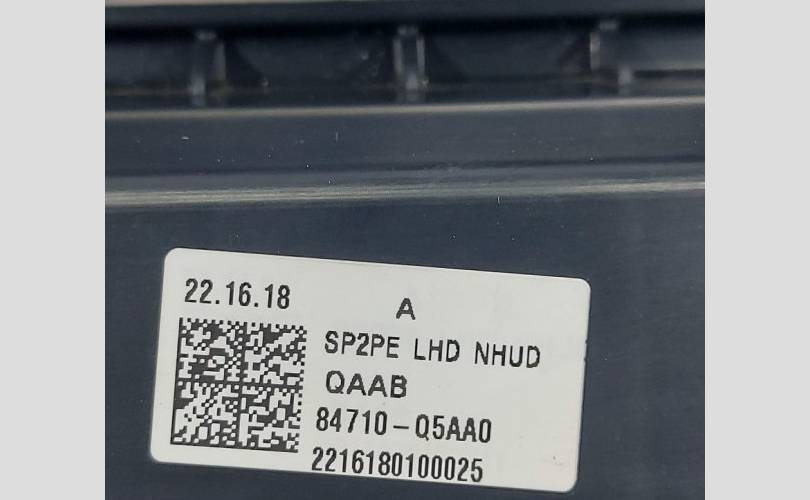 22.16.18
A
SP2PE LHD NHUD
QAAB
84710-Q5AA0
2216180100025